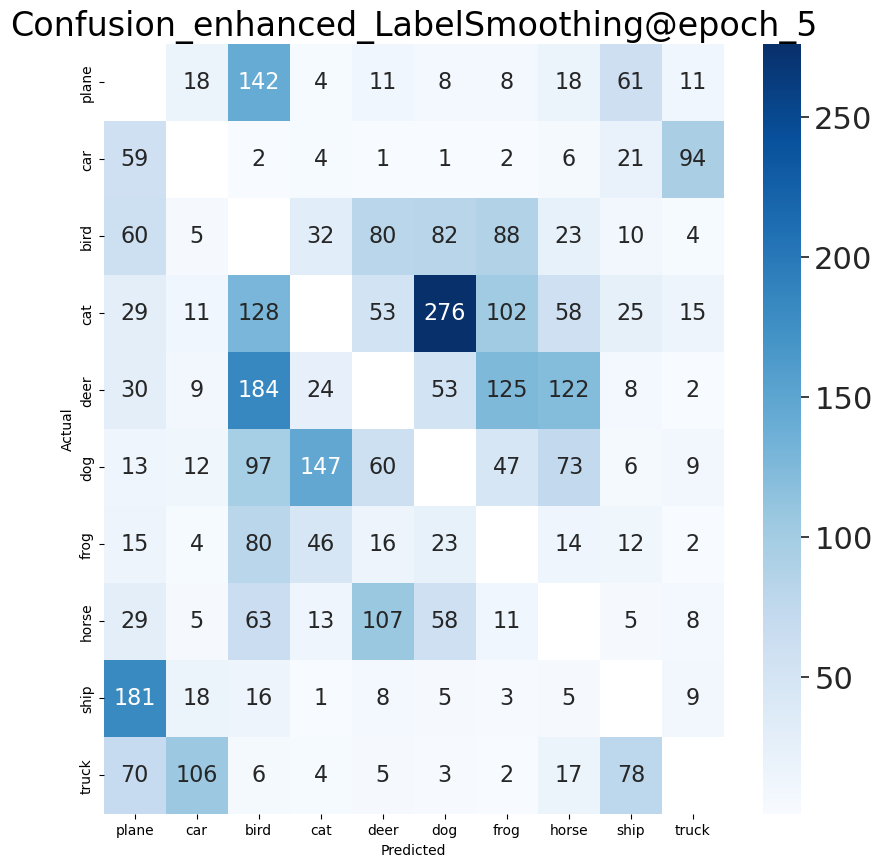 Confusion_enhanced_LabelSmoothing@epoch_5
plane 18 142 4 11 8 8 18 61 11
car 59 2 4 1 1 2 6 21 94
bird 60 5 32 80 82 88 23 10 4
cat 29 11 128 53 276 102 58 25 15
deer 30 9 184 24 53 125 122 8 2
dog 13 12 97 147 60 47 73 6 9
frog 15 4 80 46 16 23 14 12 2
horse 29 5 63 13 107 58 11 5 8
ship 181 18 16 1 8 5 3 5 9
truck 70 106 6 4 5 3 2 17 78
Actual
plane car bird cat deer dog frog horse ship truck
Predicted
250
200
150
100
50